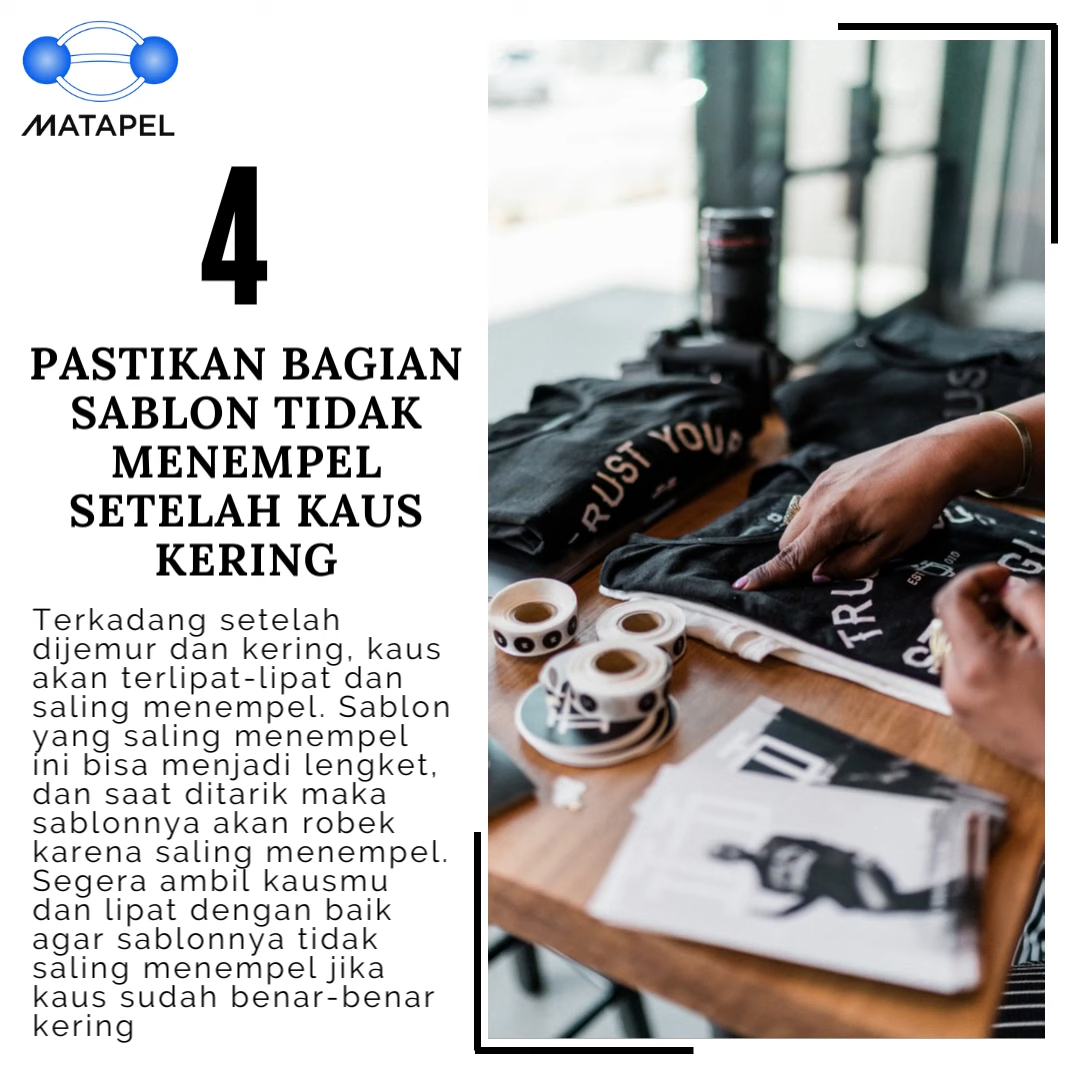 MATAPEL
4
PASTIKAN BAGIAN
SABLON TIDAK
MENEMPEL
SETELAH KAUS
KERING
Terkadang setelah
dijemur dan kering, kaus
akan terlipat-lipat dan
saling menempel. Sablon
yang saling menempel
ini bisa menjadi lengket,
dan saat ditarik maka
sablonnya akan robek
karena saling menempel.
Segera ambil kausmu
dan lipat dengan baik
agar sablonnya tidak
saling menempel jika
kaus sudah benar-benar
kering
RUST YOUR
EST
TRU